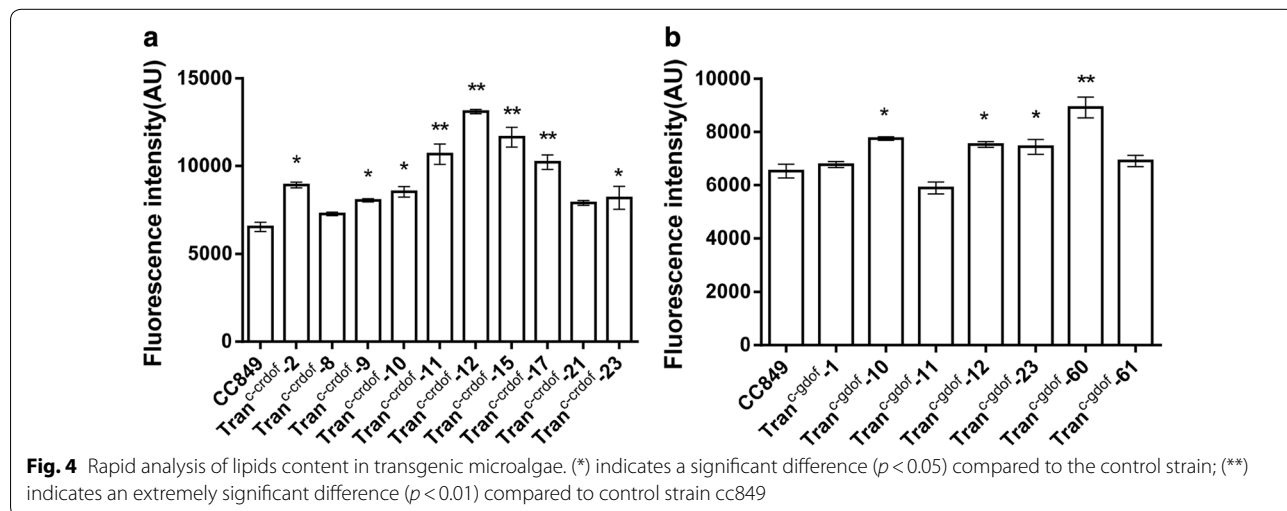 a
Fluorescence intensity(AU)
15000
10000
5000
0
* * * ** ** ** ** *
CC849
Tran^c-crdof-2
Tran^c-crdof-8
Tran^c-crdof-9
Tran^c-crdof-10
Tran^c-crdof-11
Tran^c-crdof-12
Tran^c-crdof-15
Tran^c-crdof-17
Tran^c-crdof-21
Tran^c-crdof-23
b
Fluorescence intensity(AU)
10000
8000
6000
4000
2000
0
* * * **
CC849
Tran^c-gdof-1
Tran^c-gdof-10
Tran^c-gdof-11
Tran^c-gdof-12
Tran^c-gdof-23
Tran^c-gdof-60
Tran^c-gdof-61
Fig. 4 Rapid analysis of lipids content in transgenic microalgae. (*) indicates a significant difference (p < 0.05) compared to the control strain; (**)
indicates an extremely significant difference (p < 0.01) compared to control strain cc849